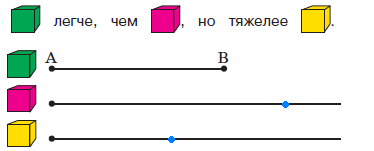 легче, чем , но тяжелее .
A B